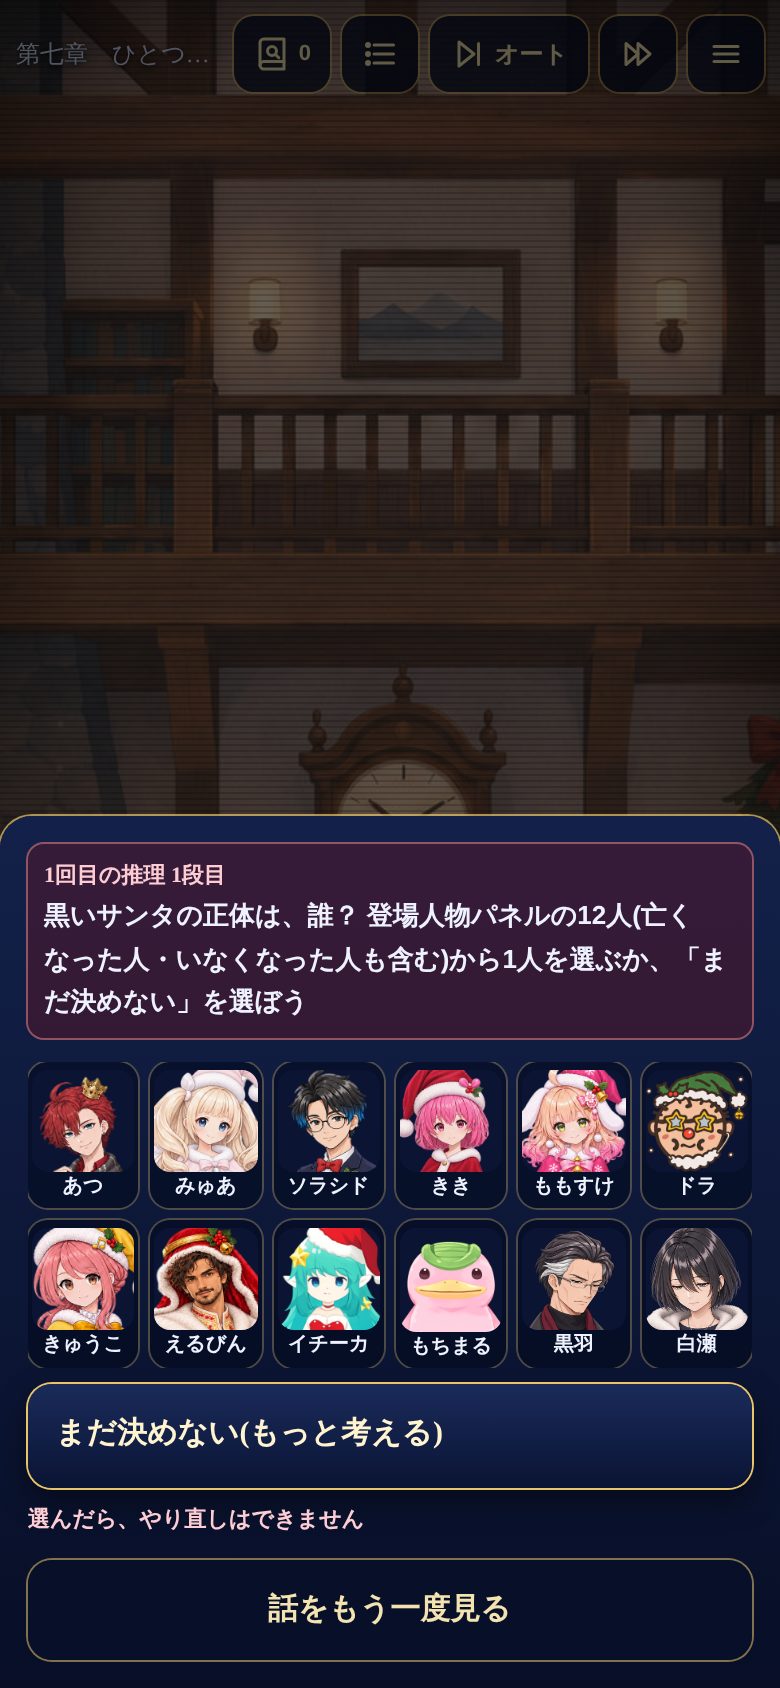 第七章　ひとつ…
0
オート
1回目の推理 1段目
黒いサンタの正体は、誰？ 登場人物パネルの12人(亡く
なった人・いなくなった人も含む)から1人を選ぶか、「ま
だ決めない」を選ぼう
あつ
みゅあ
ソラシド
きき
ももすけ
ドラ
きゅうこ
えるびん
イチーカ
もちまる
黒羽
白瀬
まだ決めない(もっと考える)
選んだら、やり直しはできません
話をもう一度見る